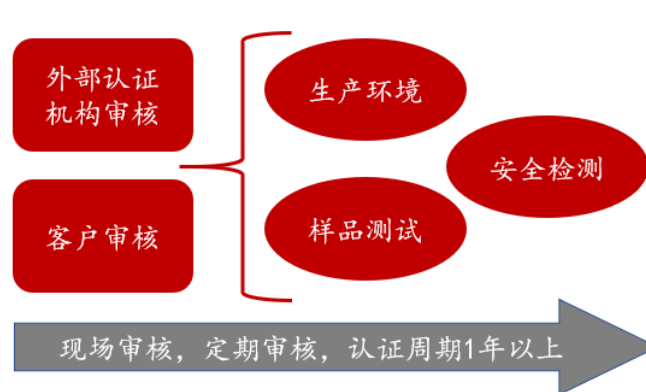 外部认证
机构审核
客户审核
生产环境
样品测试
安全检测
现场审核，定期审核，认证周期1年以上